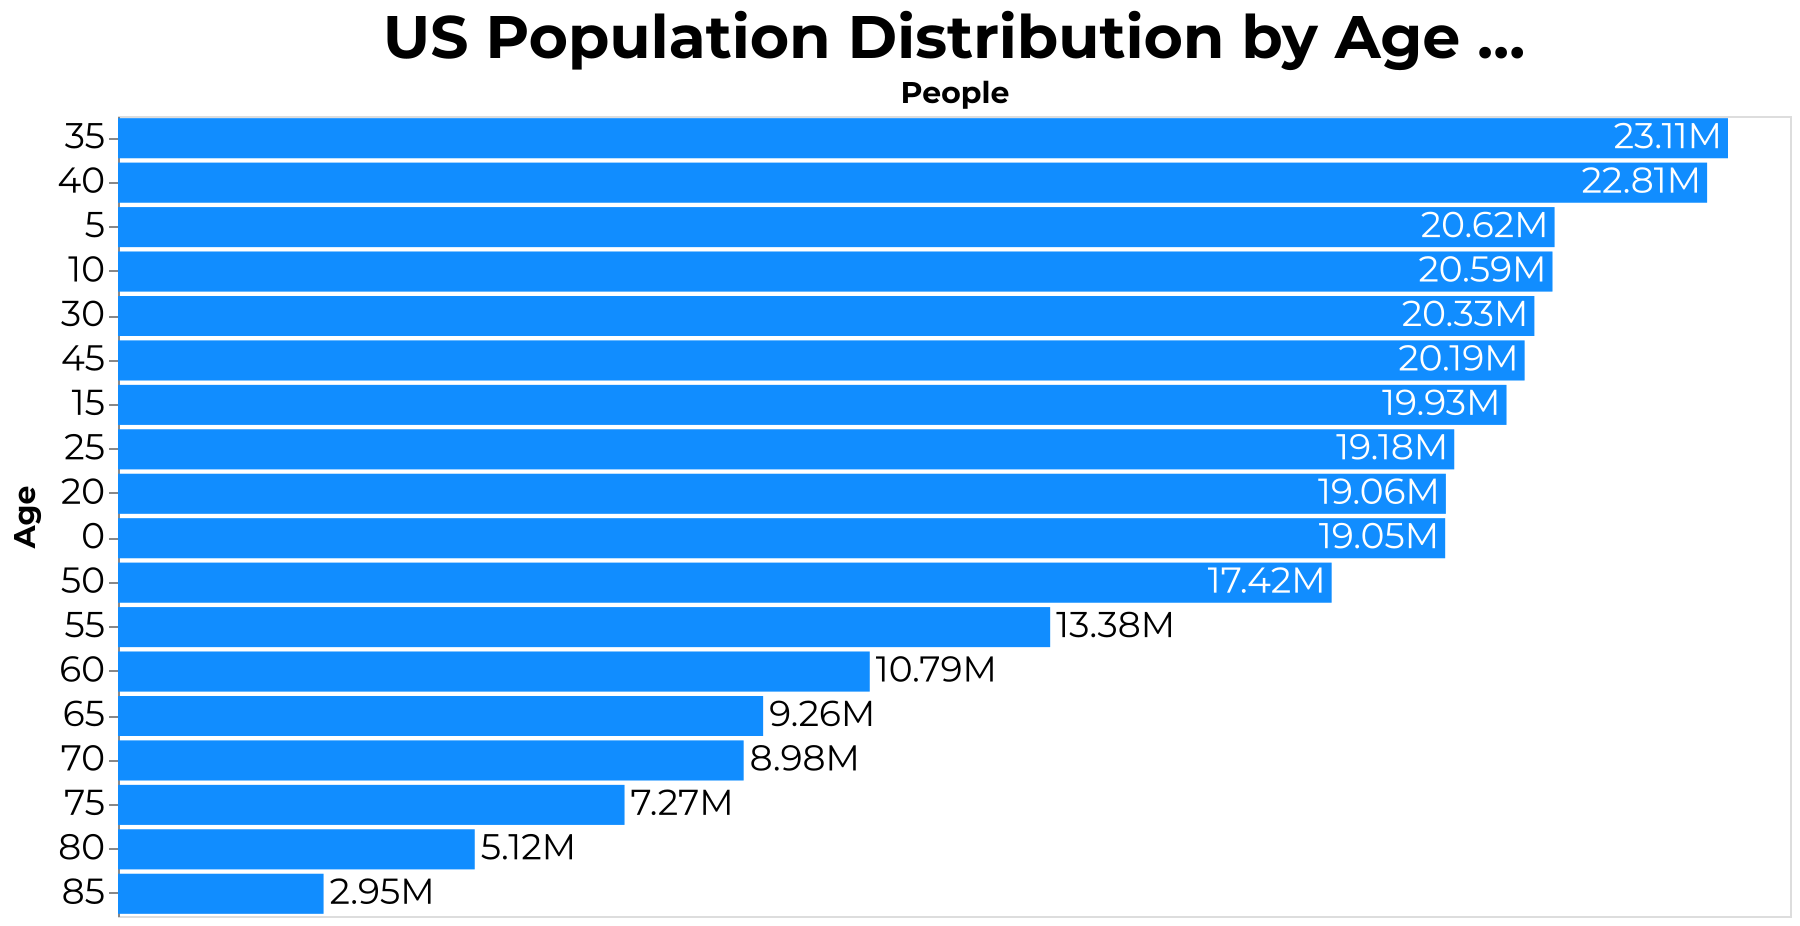 US Population Distribution by Age ...
People
Age
35 23.11M
40 22.81M
5 20.62M
10 20.59M
30 20.33M
45 20.19M
15 19.93M
25 19.18M
20 19.06M
0 19.05M
50 17.42M
55 13.38M
60 10.79M
65 9.26M
70 8.98M
75 7.27M
80 5.12M
85 2.95M